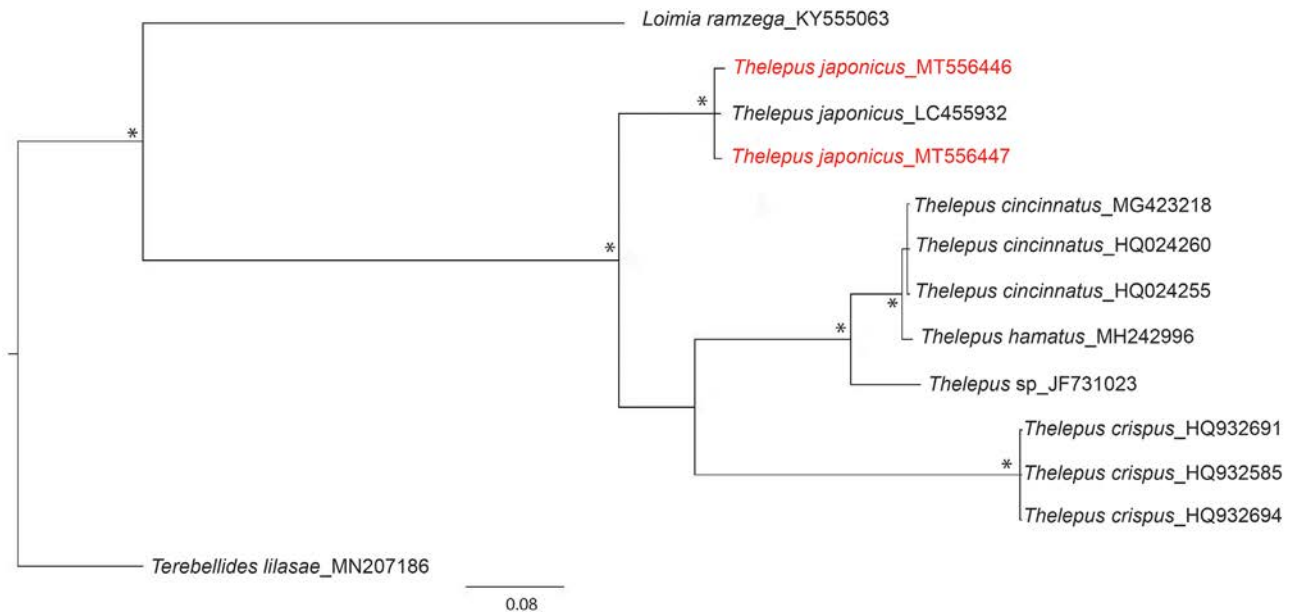 Loimia ramzega_KY555063
*
Thelepus japonicus_MT556446
*
Thelepus japonicus_LC455932
Thelepus japonicus_MT556447
Thelepus cincinnatus_MG423218
*
Thelepus cincinnatus_HQ024260
Thelepus cincinnatus_HQ024255
*
*
Thelepus hamatus_MH242996
Thelepus sp_JF731023
Thelepus crispus_HQ932691
*
Thelepus crispus_HQ932585
Thelepus crispus_HQ932694
Terebellides lilasae_MN207186
0.08